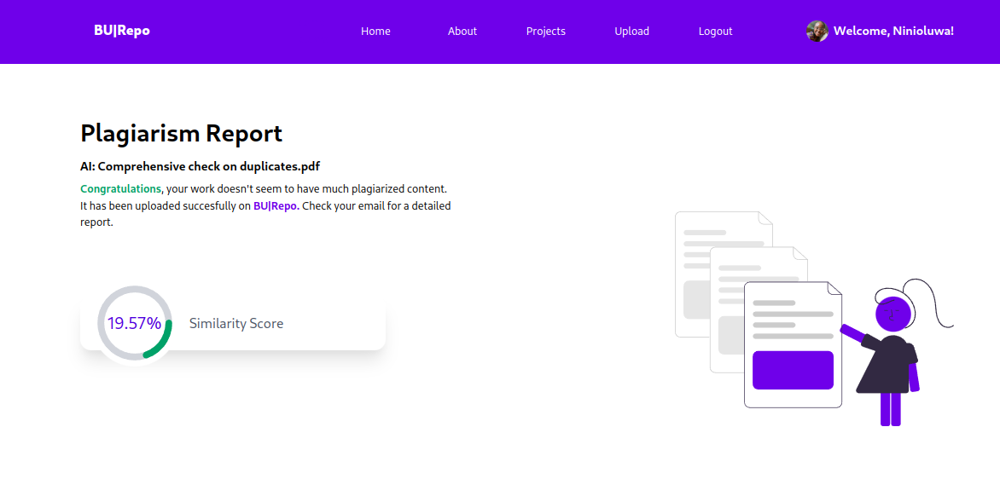 BU|Repo
Home
About
Projects
Upload
Logout
Welcome, Ninioluwa!
Plagiarism Report
AI: Comprehensive check on duplicates.pdf
Congratulations, your work doesn't seem to have much plagiarized content.
It has been uploaded succesfully on BU|Repo. Check your email for a detailed
report.
19.57%
Similarity Score